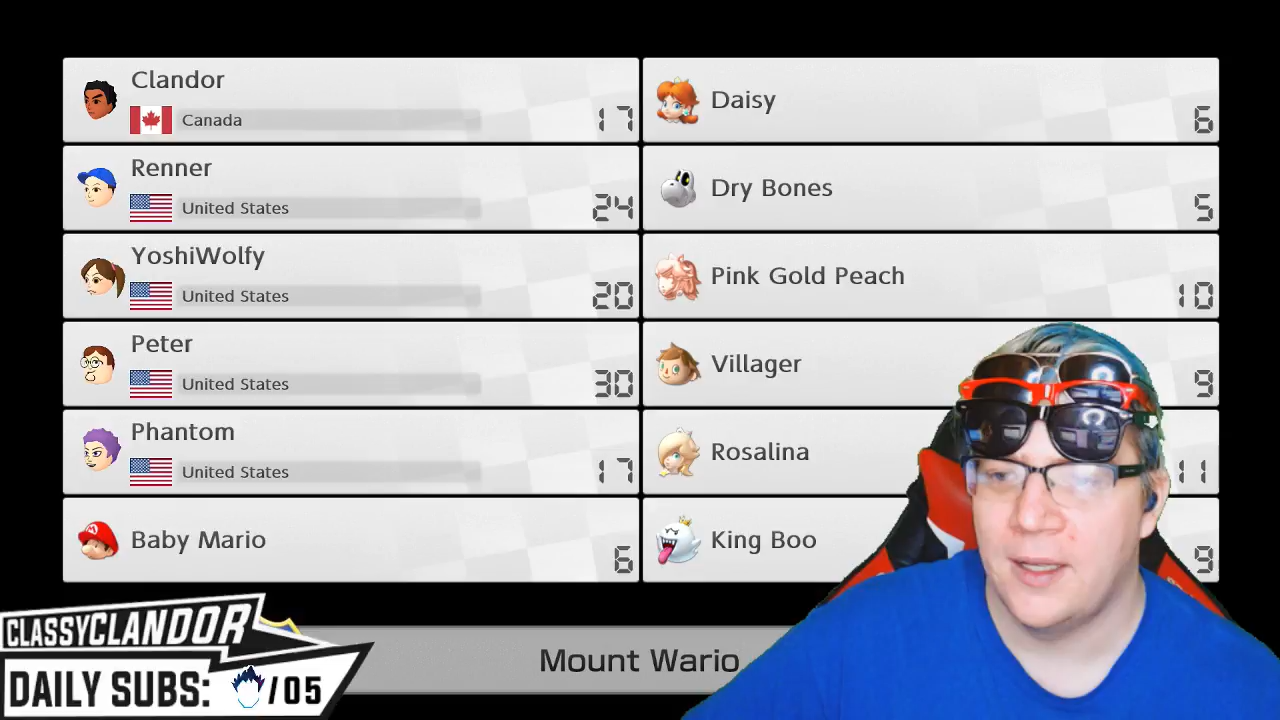 Clandor
Canada
17
Renner
United States
24
YoshiWolfy
United States
20
Peter
United States
30
Phantom
United States
17
Baby Mario
6
Daisy
6
Dry Bones
5
Pink Gold Peach
10
Villager
9
Rosalina
11
King Boo
9
Mount Wario
CLASSYCLANDOR
DAILY SUBS: /05